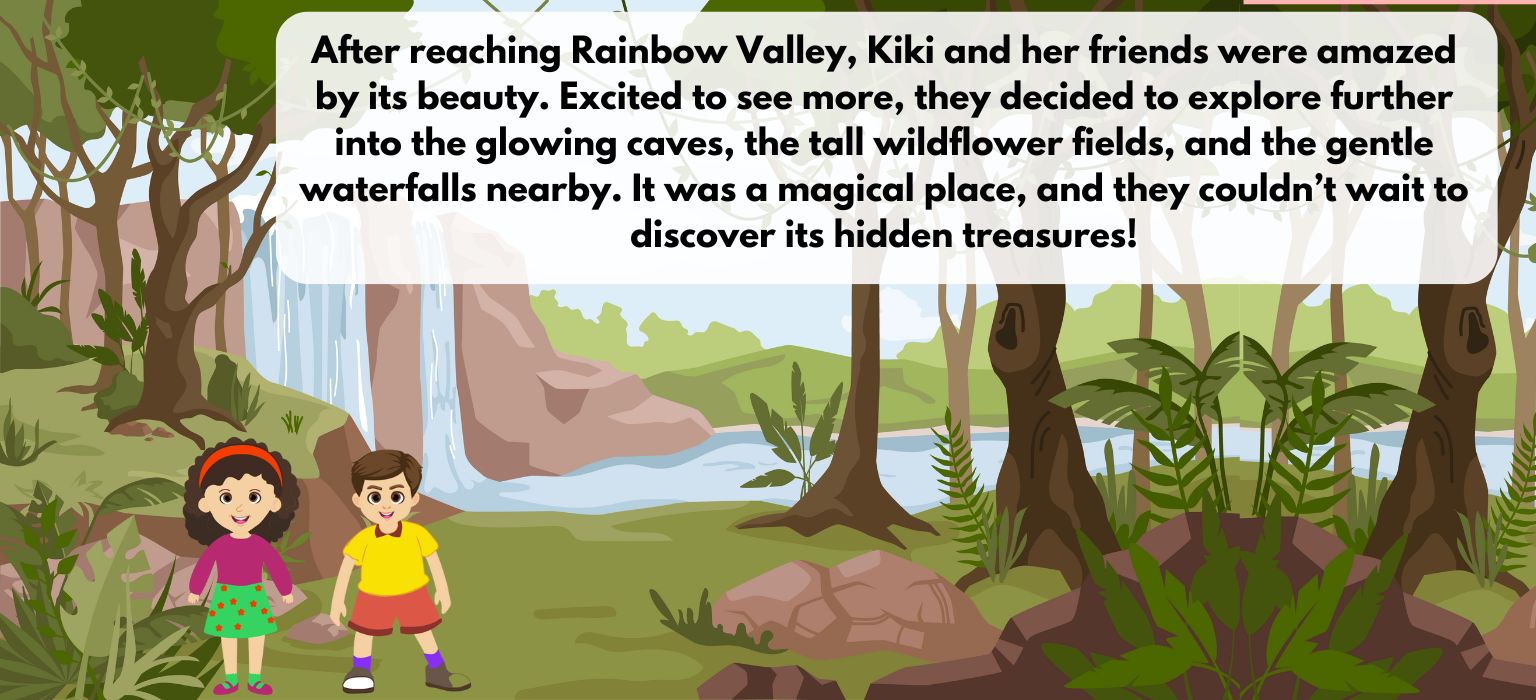 After reaching Rainbow Valley, Kiki and her friends were amazed
by its beauty. Excited to see more, they decided to explore further
into the glowing caves, the tall wildflower fields, and the gentle
waterfalls nearby. It was a magical place, and they couldn’t wait to
discover its hidden treasures!